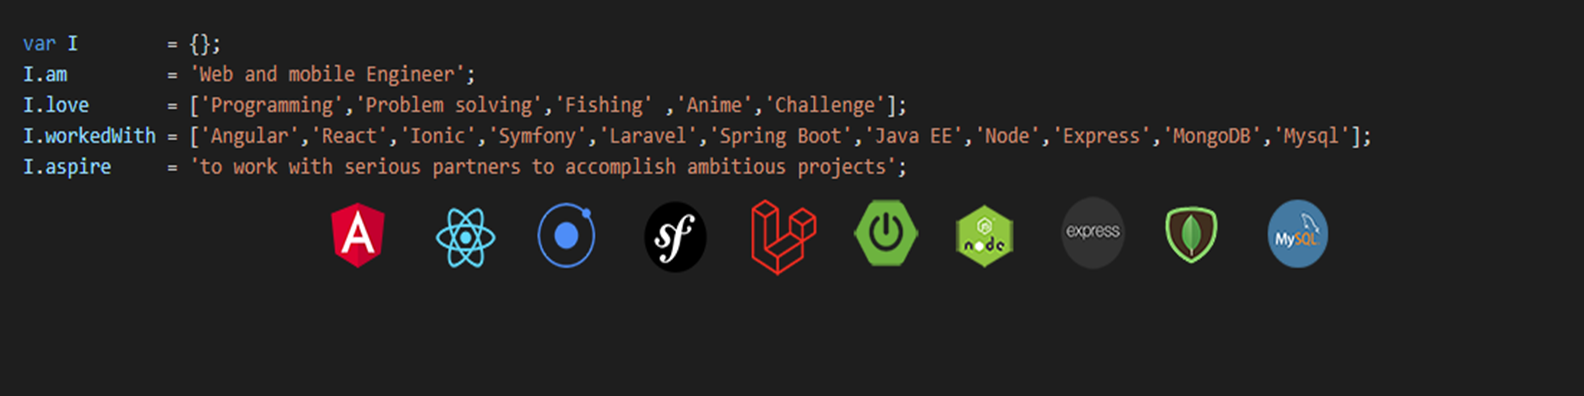 var I        = {};
I.am         = 'Web and mobile Engineer';
I.love       = ['Programming','Problem solving','Fishing' ,'Anime','Challenge'];
I.workedWith = ['Angular','React','Ionic','Symfony','Laravel','Spring Boot','Java EE','Node','Express','MongoDB','Mysql'];
I.aspire     = 'to work with serious partners to accomplish ambitious projects';
A sf JS node express MySQL